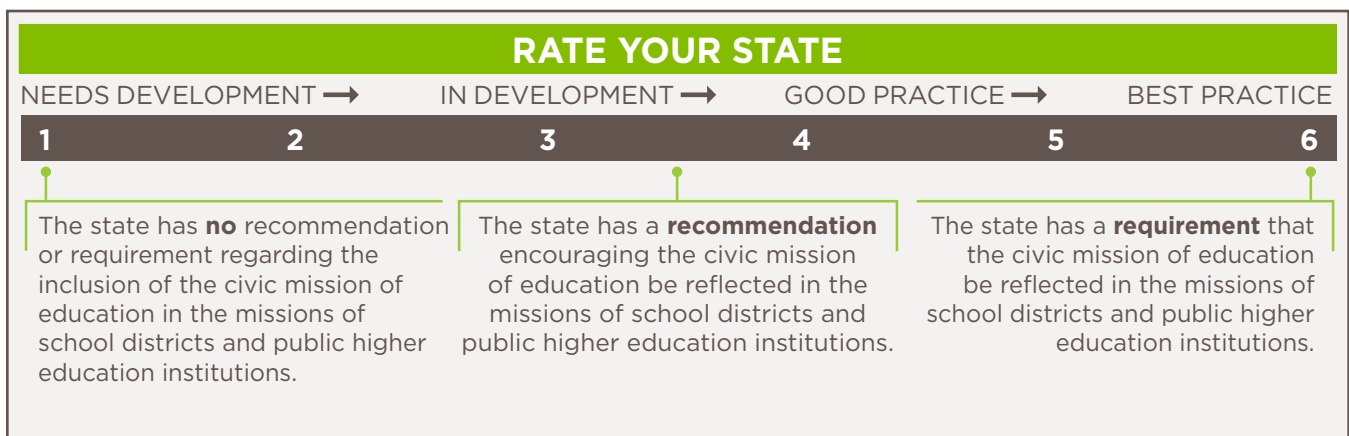 RATE YOUR STATE
NEEDS DEVELOPMENT → IN DEVELOPMENT → GOOD PRACTICE → BEST PRACTICE
1 2 3 4 5 6
The state has no recommendation
or requirement regarding the
inclusion of the civic mission of
education in the missions of
school districts and public higher
education institutions.
The state has a recommendation
encouraging the civic mission
of education be reflected in the
missions of school districts and
public higher education institutions.
The state has a requirement that
the civic mission of education
be reflected in the missions of
school districts and public higher
education institutions.